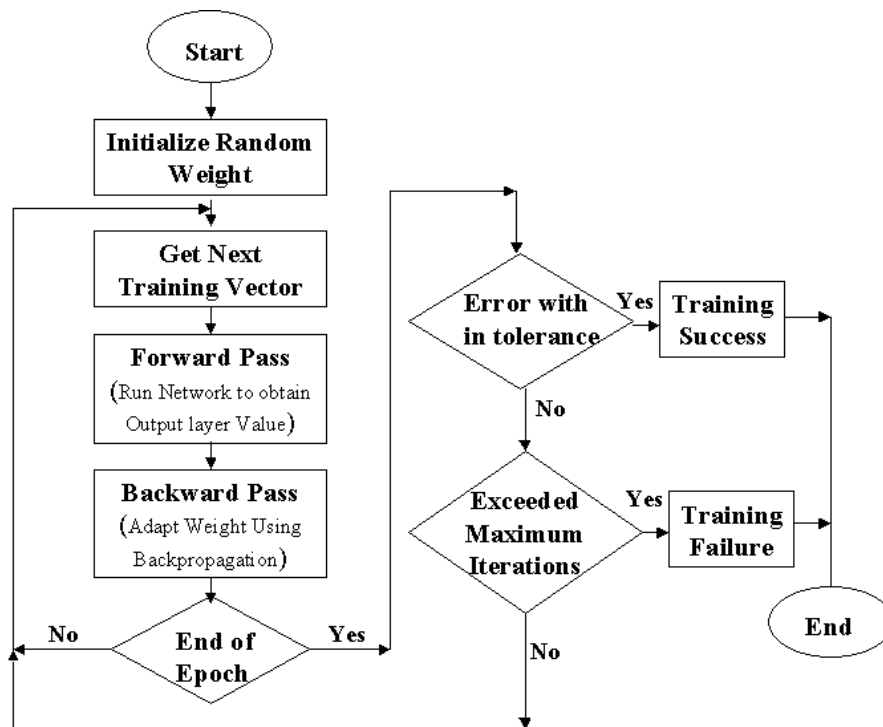 Start
Initialize Random
Weight
Get Next
Training Vector
Forward Pass
(Run Network to obtain
Output layer Value)
Backward Pass
(Adapt Weight Using
Backpropagation)
No
End of
Epoch
Yes
Error with
in tolerance
Yes
Training
Success
No
Exceeded
Maximum
Iterations
Yes
Training
Failure
No
End